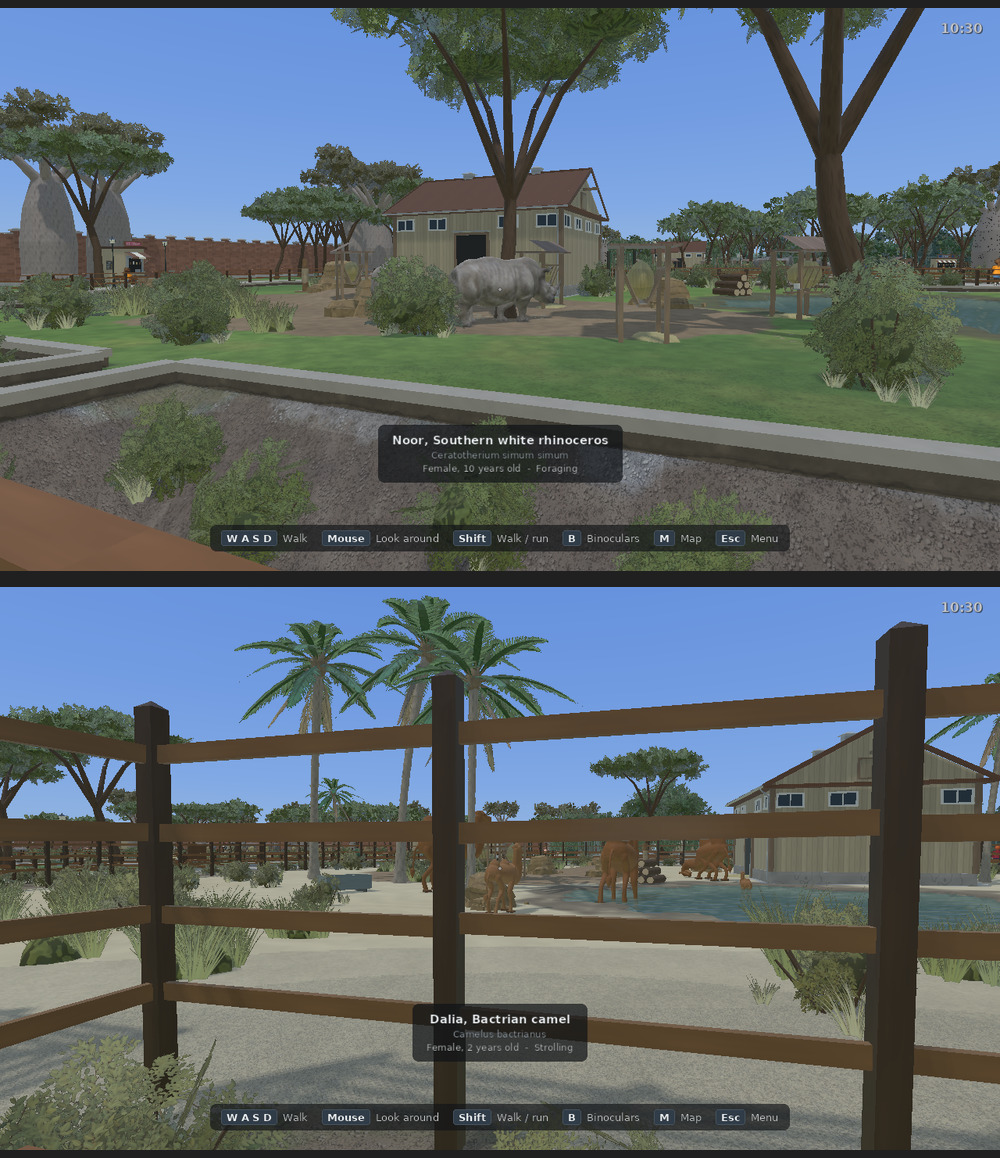 10:30
Noor, Southern white rhinoceros
Ceratotherium simum simum
Female, 10 years old - Foraging
W A S D Walk Mouse Look around Shift Walk / run B Binoculars M Map Esc Menu
10:30
Dalia, Bactrian camel
Camelus bactrianus
Female, 2 years old - Strolling
W A S D Walk Mouse Look around Shift Walk / run B Binoculars M Map Esc Menu